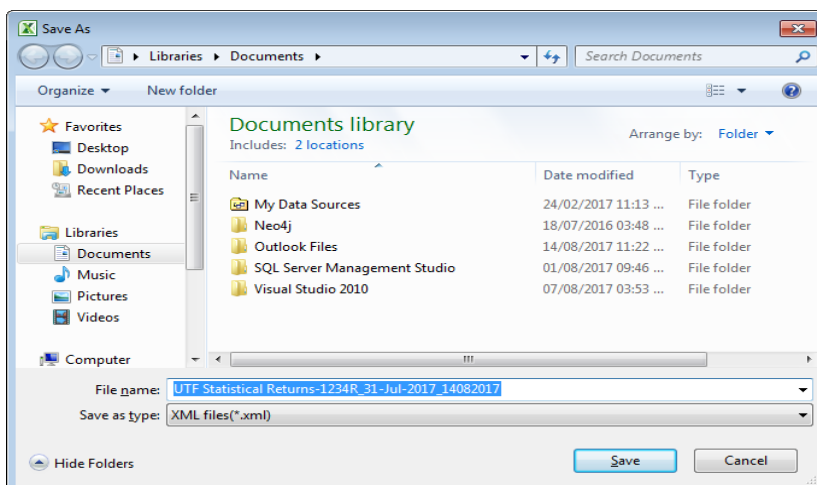 Save As
Libraries Documents
Search Documents
Organize New folder
Favorites
Desktop
Downloads
Recent Places
Libraries
Documents
Music
Pictures
Videos
Computer
Documents library
Includes: 2 locations
Arrange by: Folder
Name Date modified Type
My Data Sources 24/02/2017 11:13 ... File folder
Neo4j 18/07/2016 03:48 ... File folder
Outlook Files 14/08/2017 11:22 ... File folder
SQL Server Management Studio 01/08/2017 09:46 ... File folder
Visual Studio 2010 07/08/2017 03:53 ... File folder
File name: UTF Statistical Returns-1234R_31-Jul-2017_14082017
Save as type: XML files(*.xml)
Hide Folders
Save Cancel